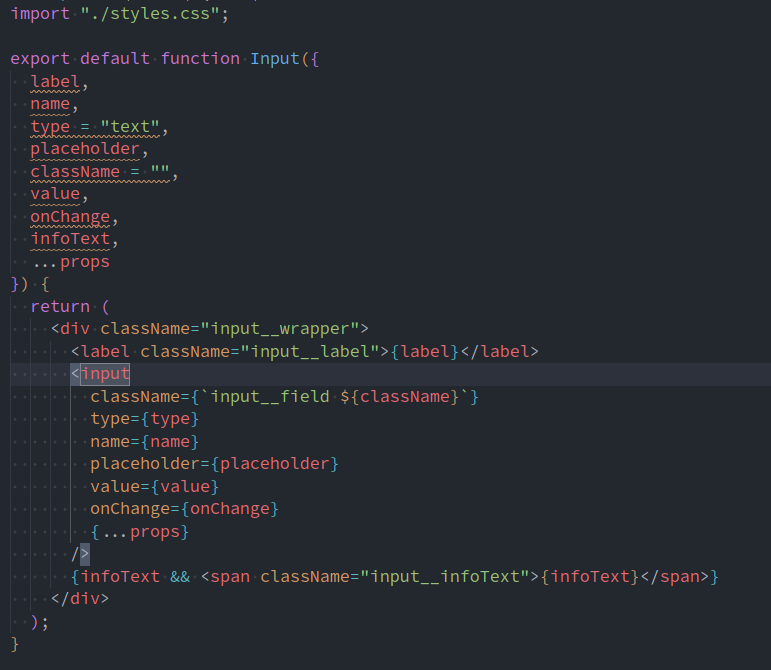 import "./styles.css";
export default function Input({
  label,
  name,
  type = "text",
  placeholder,
  className = "",
  value,
  onChange,
  infoText,
  ...props
}) {
  return (
    <div className="input__wrapper">
      <label className="input__label">{label}</label>
      <input
        className={`input__field ${className}`}
        type={type}
        name={name}
        placeholder={placeholder}
        value={value}
        onChange={onChange}
        {...props}
      />
      {infoText && <span className="input__infoText">{infoText}</span>}
    </div>
  );
}